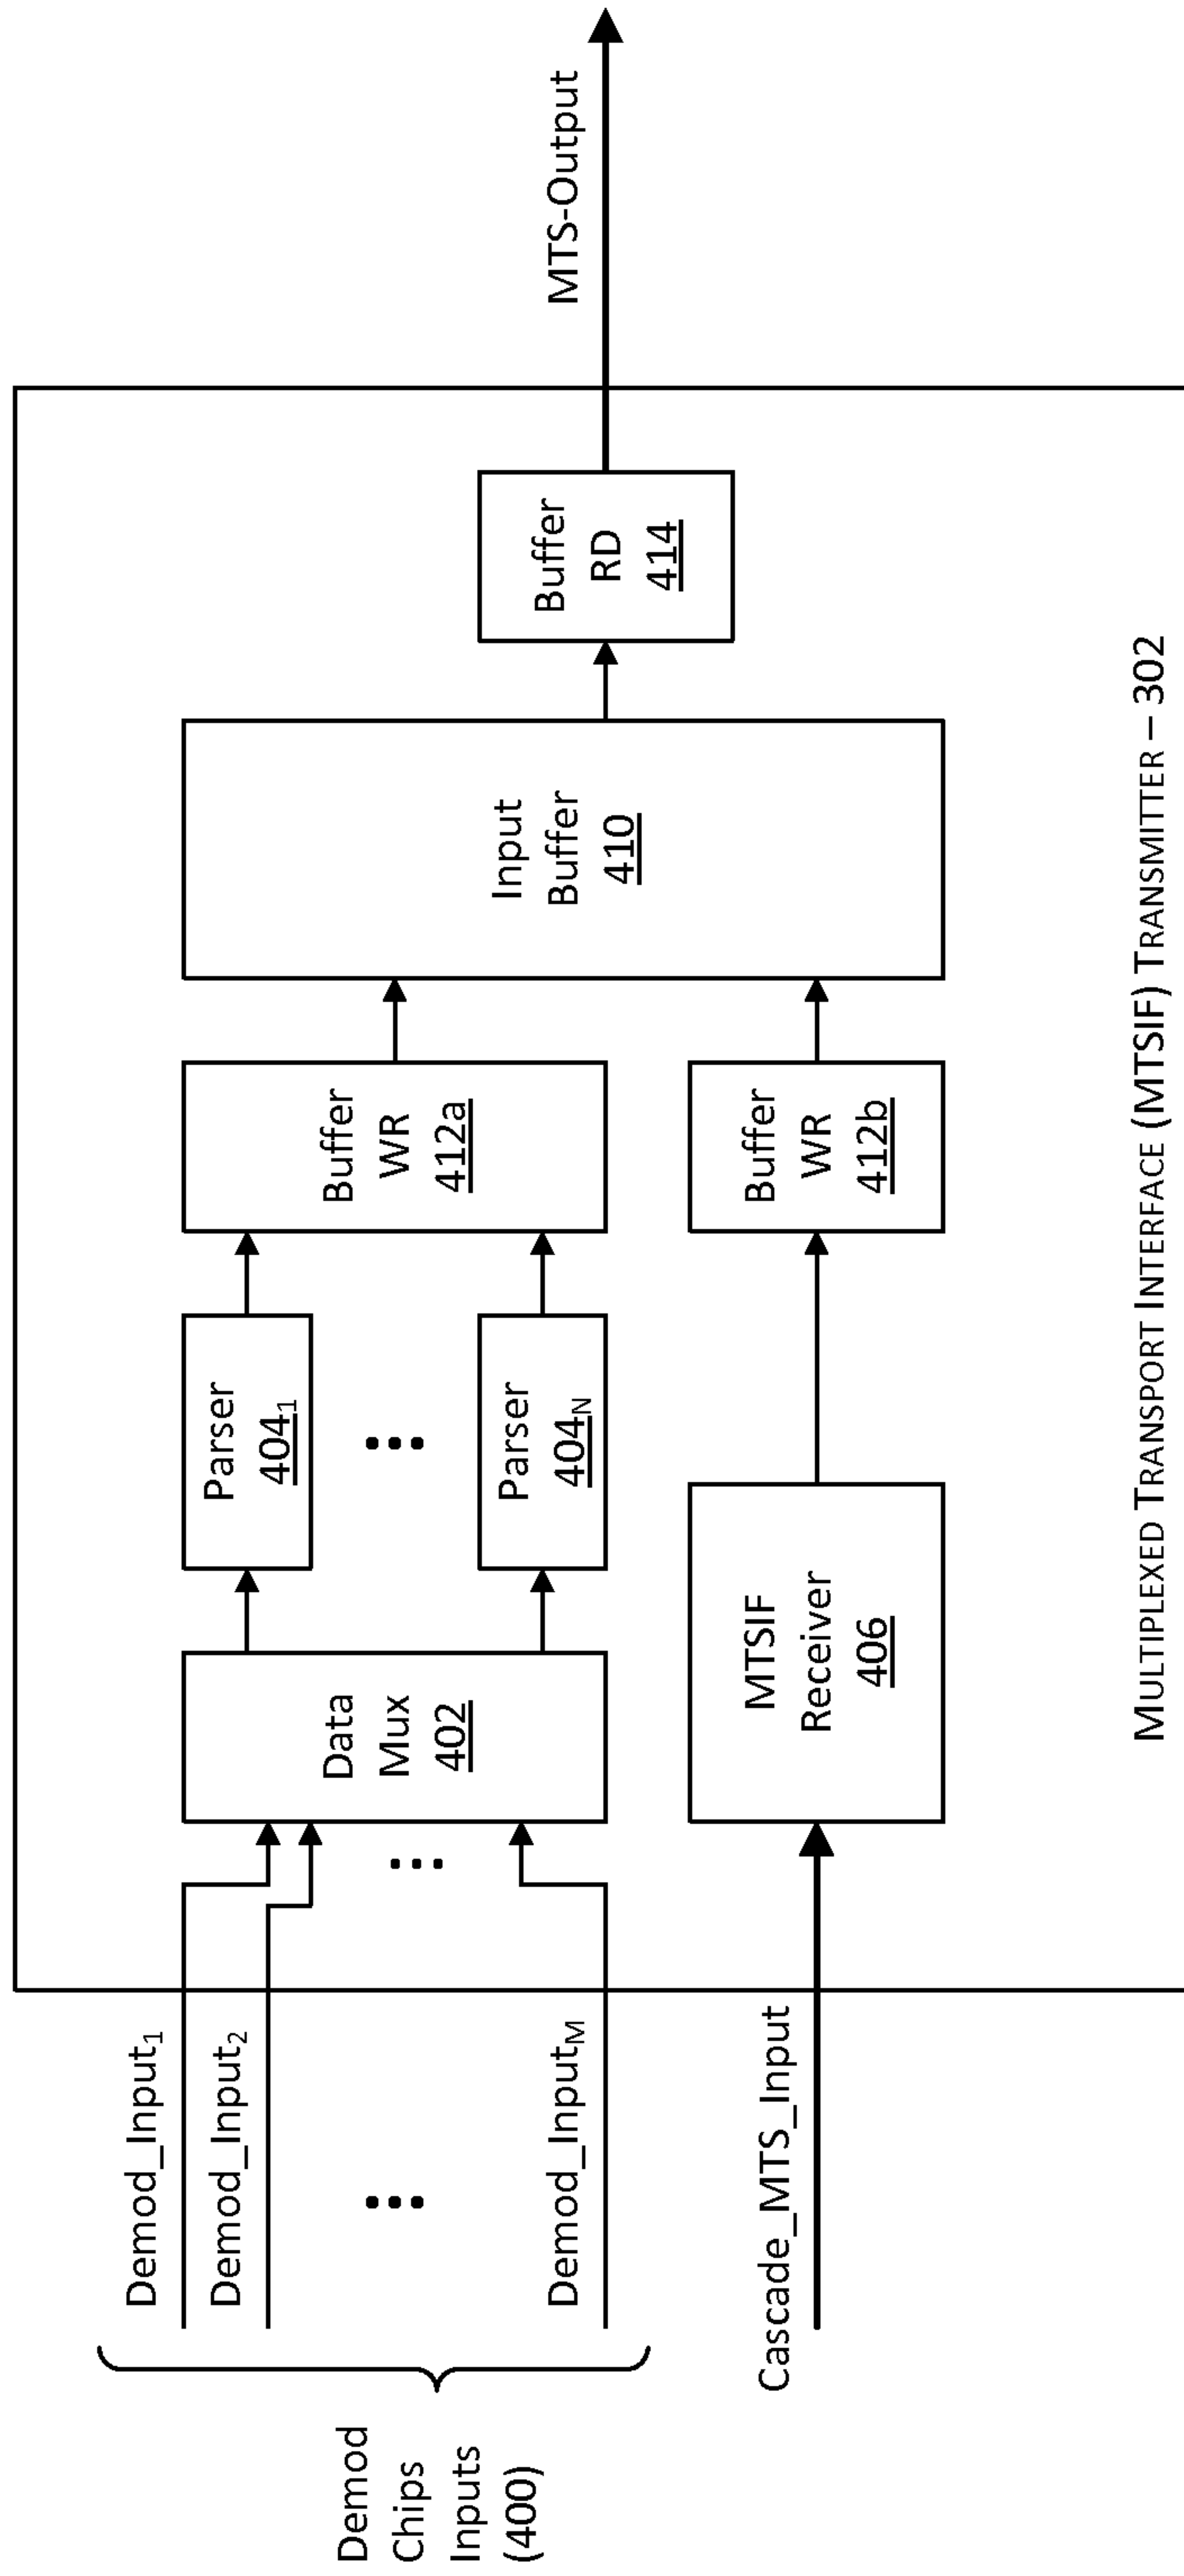 Demod
Chips
Inputs
(400)
Demod_Input1
Demod_Input2
Demod_InputM
Cascade_MTS_Input
Data
Mux
402
Parser
4041
Parser
404N
MTSIF
Receiver
406
Buffer
WR
412a
Buffer
WR
412b
Input
Buffer
410
Buffer
RD
414
MTS-Output
MULTIPLEXED TRANSPORT INTERFACE (MTSIF) TRANSMITTER – 302